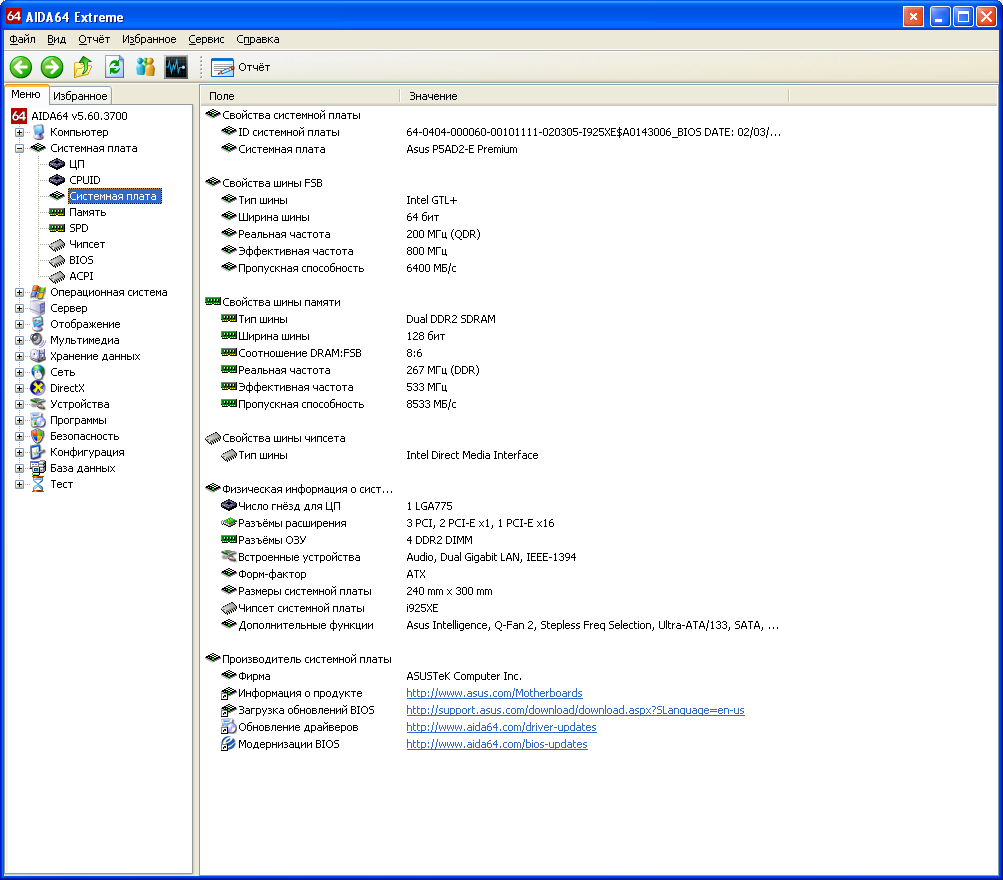 AIDA64 Extreme
Файл Вид Отчёт Избранное Сервис Справка
Отчёт
Меню Избранное
Поле Значение
AIDA64 v5.60.3700
Компьютер
Системная плата
ЦП
CPUID
Системная плата
Память
SPD
Чипсет
BIOS
ACPI
Операционная система
Сервер
Отображение
Мультимедиа
Хранение данных
Сеть
DirectX
Устройства
Программы
Безопасность
Конфигурация
База данных
Тест
Свойства системной платы
ID системной платы 64-0404-000060-00101111-020305-I925XE$A0143006_BIOS DATE: 02/03/...
Системная плата Asus P5AD2-E Premium
Свойства шины FSB
Тип шины Intel GTL+
Ширина шины 64 бит
Реальная частота 200 МГц (QDR)
Эффективная частота 800 МГц
Пропускная способность 6400 МБ/с
Свойства шины памяти
Тип шины Dual DDR2 SDRAM
Ширина шины 128 бит
Соотношение DRAM:FSB 8:6
Реальная частота 267 МГц (DDR)
Эффективная частота 533 МГц
Пропускная способность 8533 МБ/с
Свойства шины чипсета
Тип шины Intel Direct Media Interface
Физическая информация о сист...
Число гнёзд для ЦП 1 LGA775
Разъёмы расширения 3 PCI, 2 PCI-E x1, 1 PCI-E x16
Разъёмы ОЗУ 4 DDR2 DIMM
Встроенные устройства Audio, Dual Gigabit LAN, IEEE-1394
Форм-фактор ATX
Размеры системной платы 240 mm x 300 mm
Чипсет системной платы i925XE
Дополнительные функции Asus Intelligence, Q-Fan 2, Stepless Freq Selection, Ultra-ATA/133, SATA, ...
Производитель системной платы
Фирма ASUSTeK Computer Inc.
Информация о продукте http://www.asus.com/Motherboards
Загрузка обновлений BIOS http://support.asus.com/download/download.aspx?SLanguage=en-us
Обновление драйверов http://www.aida64.com/driver-updates
Модернизации BIOS http://www.aida64.com/bios-updates